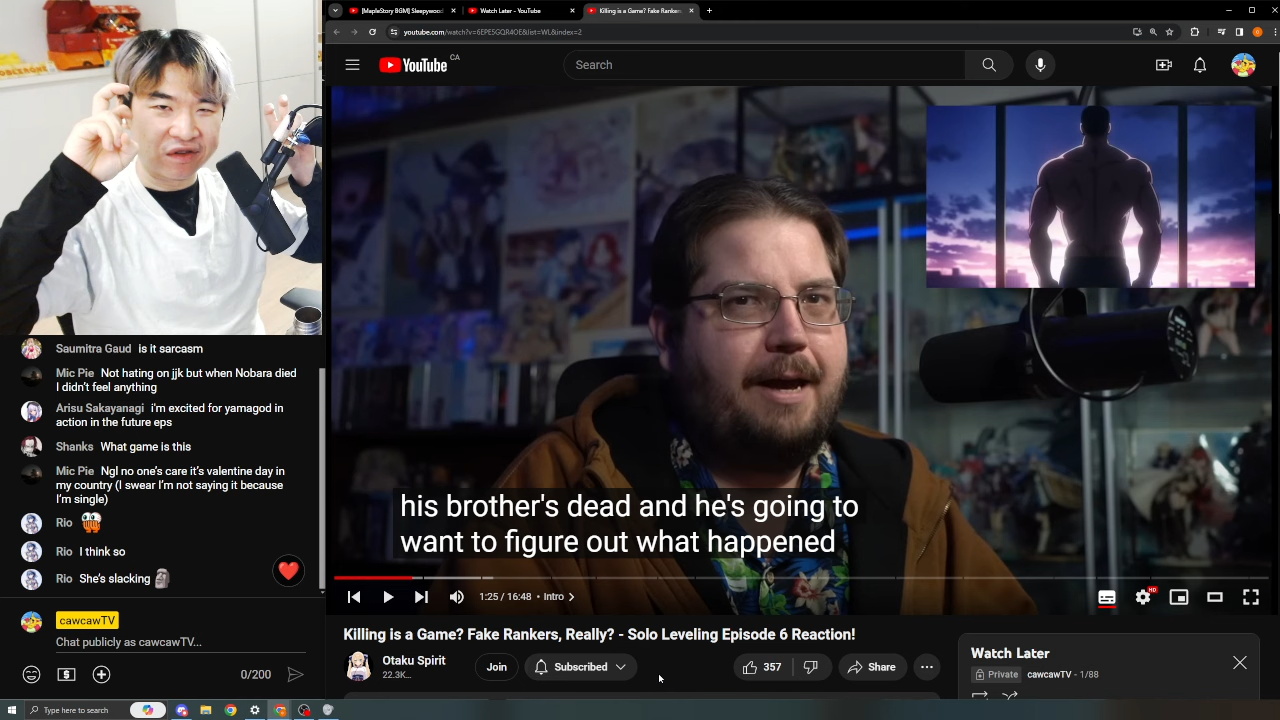 [MapleStory BGM] Sleepywood
Watch Later - YouTube
Killing is a Game? Fake Rankers
youtube.com/watch?v=6EPE5GQR4OE&list=WL&index=2
YouTube CA
Search
his brother's dead and he's going to
want to figure out what happened
1:25 / 16:48 • Intro
HD
Killing is a Game? Fake Rankers, Really? - Solo Leveling Episode 6 Reaction!
Otaku Spirit
22.3K...
Join
Subscribed
357
Share
Watch Later
Private
cawcawTV - 1/88
Saumitra Gaud is it sarcasm
Mic Pie Not hating on jjk but when Nobara died
I didn't feel anything
Arisu Sakayanagi i'm excited for yamagod in
action in the future eps
Shanks What game is this
Mic Pie Ngl no one's care it's valentine day in
my country (I swear I'm not saying it because
I'm single)
Rio
Rio I think so
Rio She's slacking
cawcawTV
Chat publicly as cawcawTV...
0/200
Type here to search